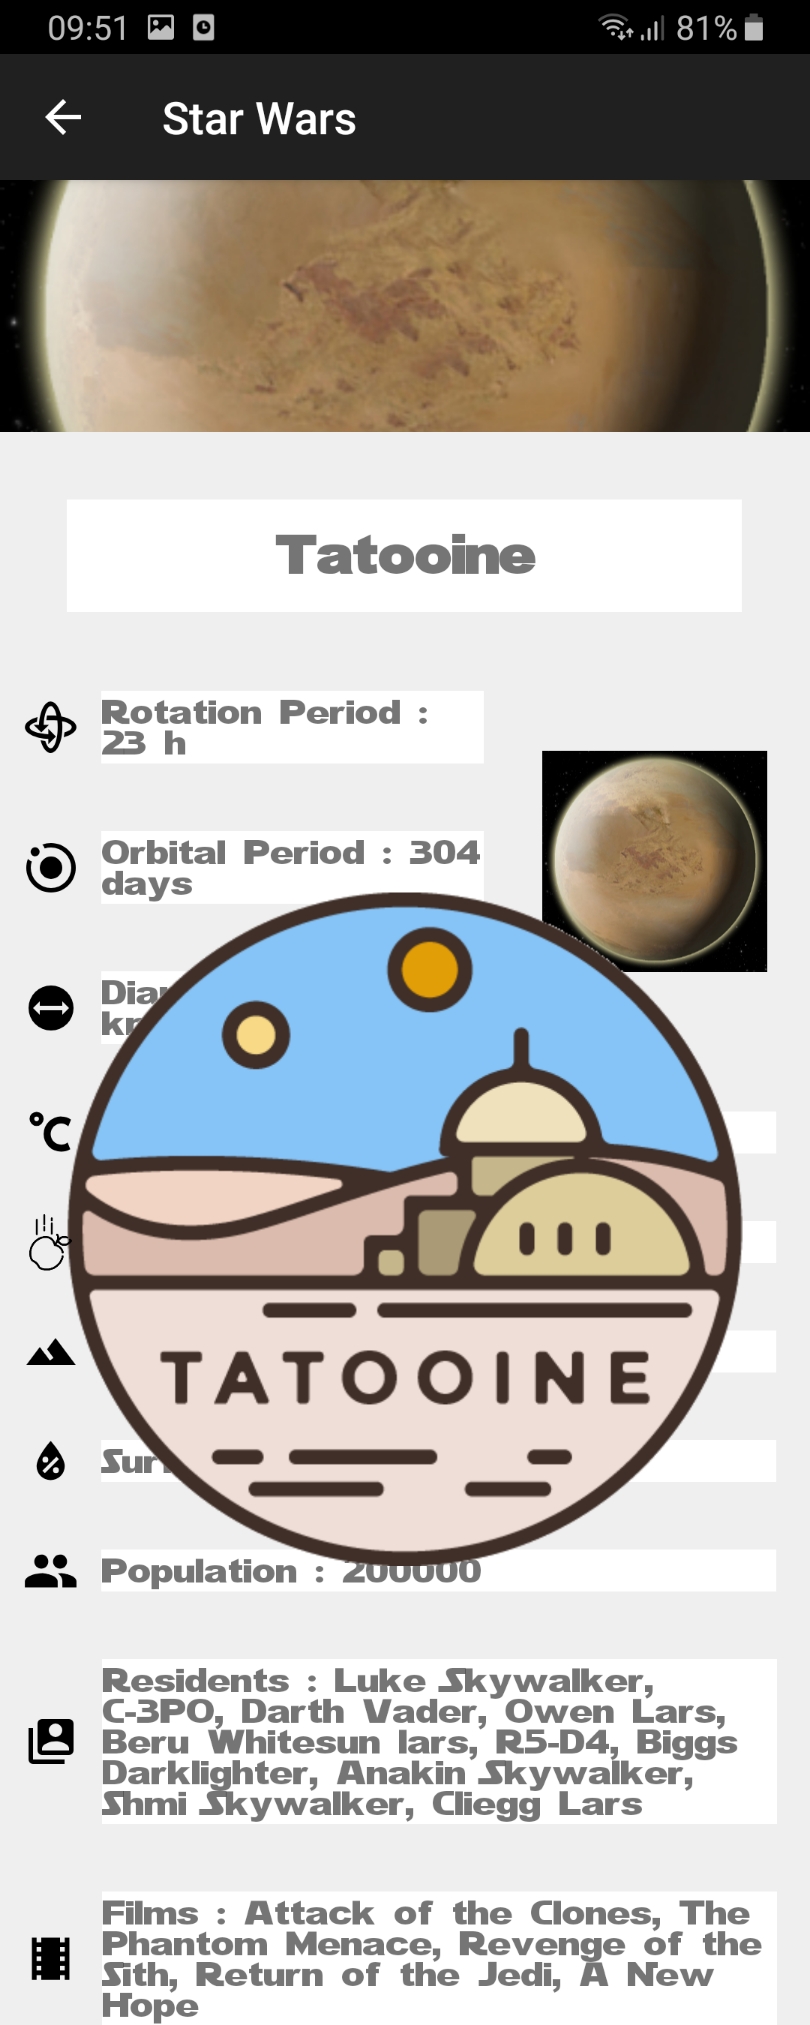 09:51
81%
Star Wars
Tatooine
Rotation Period :
23 h
Orbital Period : 304
days
°C
TATOOINE
Population : 200000
Residents : Luke Skywalker,
C-3PO, Darth Vader, Owen Lars,
Beru Whitesun lars, R5-D4, Biggs
Darklighter, Anakin Skywalker,
Shmi Skywalker, Cliegg Lars
Films : Attack of the Clones, The
Phantom Menace, Revenge of the
Sith, Return of the Jedi, A New
Hope